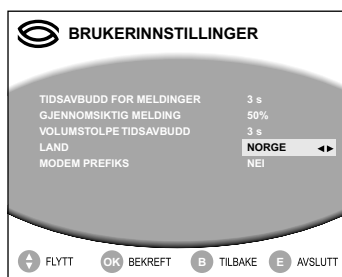 BRUKERINNSTILLINGER
TIDSAVBUDD FOR MELDINGER 3 s
GJENNOMSIKTIG MELDING 50%
VOLUMSTOLPE TIDSAVBUDD 3 s
LAND NORGE
MODEM PREFIKS NEI
FLYTT OK BEKREFT B TILBAKE E AVSLUTT